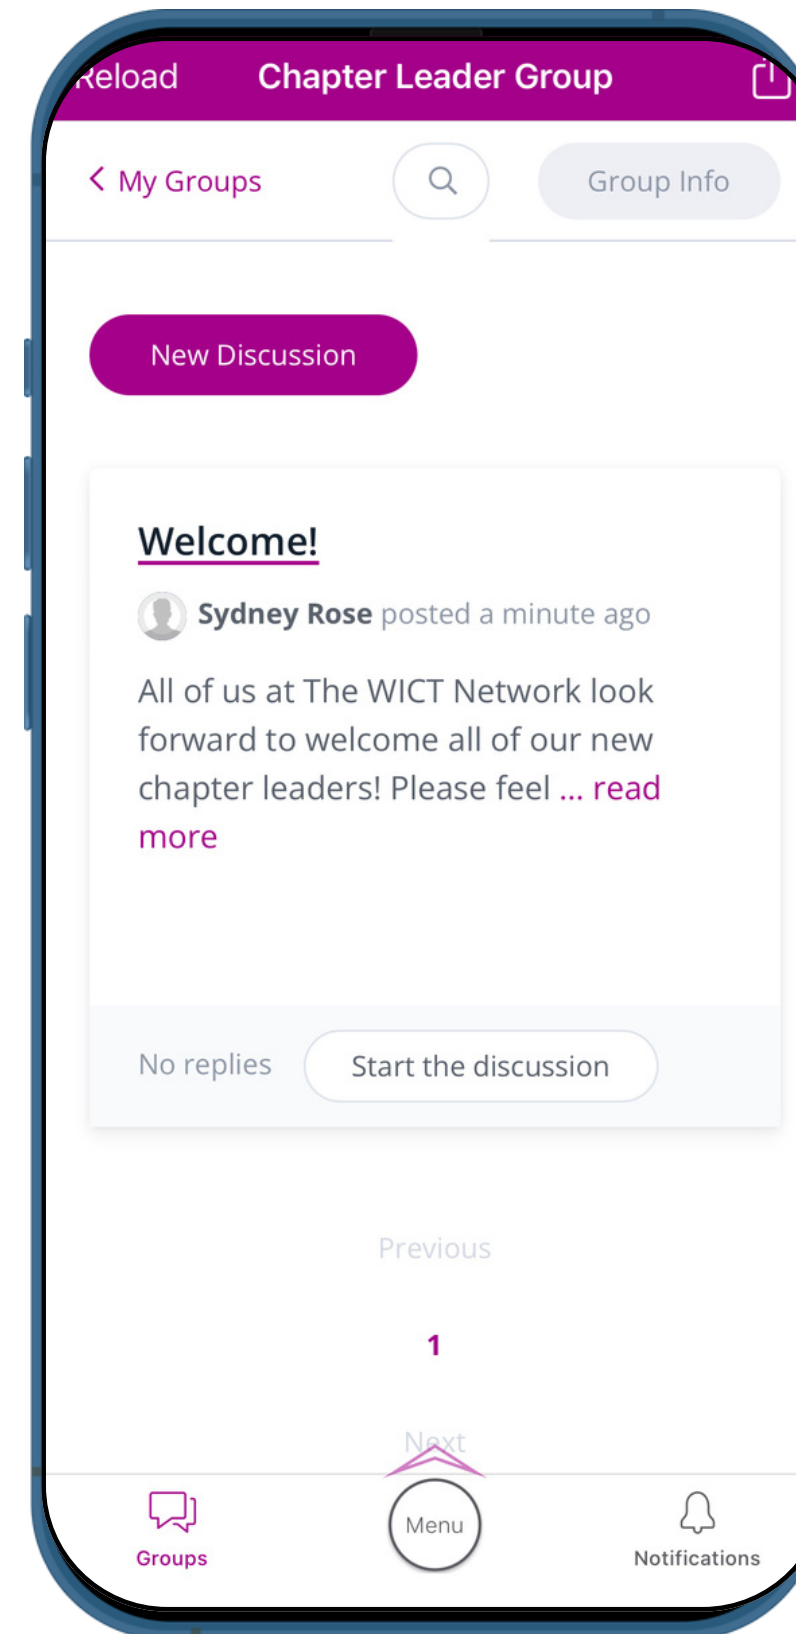 Reload Chapter Leader Group
My Groups Group Info
New Discussion
Welcome!
Sydney Rose posted a minute ago
All of us at The WICT Network look
forward to welcome all of our new
chapter leaders! Please feel ... read
more
No replies Start the discussion
Previous
1
Next
Menu
Groups Notifications